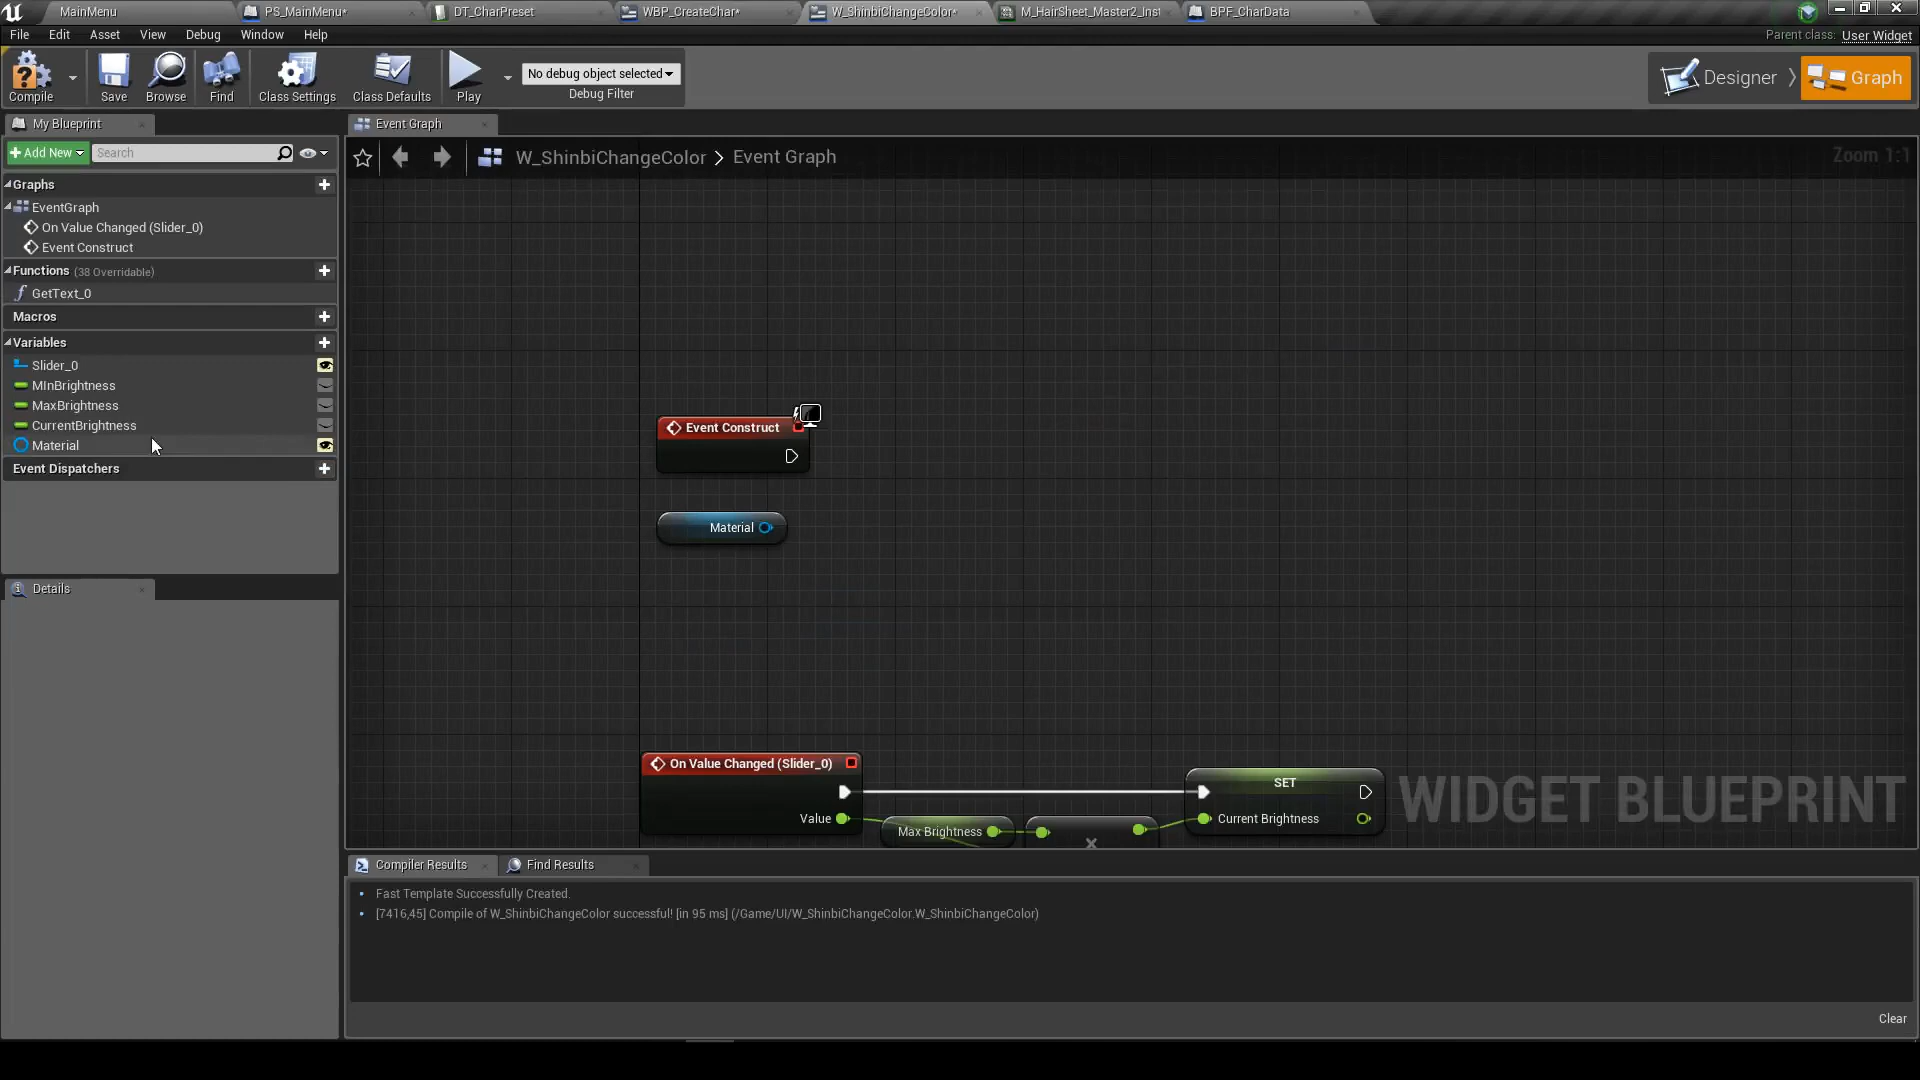 MainMenu
PS_MainMenu*
DT_CharPreset
WBP_CreateChar*
W_ShinbiChangeColor*
M_HairSheet_Master2_Inst
BPF_CharData
File
Edit
Asset
View
Debug
Window
Help
Parent class: User Widget
Compile
Save
Browse
Find
Class Settings
Class Defaults
Play
No debug object selected
Debug Filter
Designer
Graph
My Blueprint
Event Graph
Add New
Search
W_ShinbiChangeColor > Event Graph
Zoom 1:1
Graphs
EventGraph
On Value Changed (Slider_0)
Event Construct
Functions (38 Overridable)
GetText_0
Macros
Variables
Slider_0
MInBrightness
MaxBrightness
CurrentBrightness
Material
Event Dispatchers
Details
Event Construct
Material
On Value Changed (Slider_0)
Value
Max Brightness
SET
Current Brightness
WIDGET BLUEPRINT
Compiler Results
Find Results
Fast Template Successfully Created.
[7416,45] Compile of W_ShinbiChangeColor successful! [in 95 ms] (/Game/UI/W_ShinbiChangeColor.W_ShinbiChangeColor)
Clear